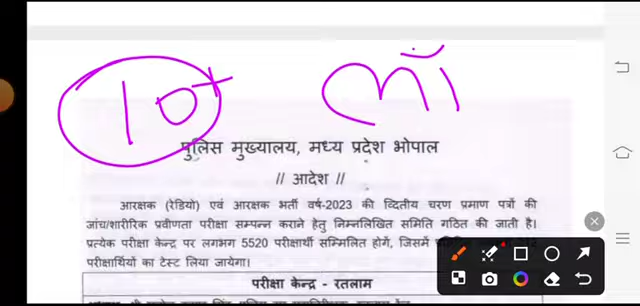 10+ माँ
पुलिस मुख्यालय, मध्य प्रदेश भोपाल
// आदेश //
आरक्षक (रेडियो) एवं आरक्षक भर्ती वर्ष-2023 की व्दितीय चरण प्रमाण पत्रों की
जांच/शारीरिक प्रवीणता परीक्षा सम्पन्न कराने हेतु निम्नलिखित समिति गठित की जाती है।
प्रत्येक परीक्षा केन्द्र पर लगभग 5520 परीक्षार्थी सम्मिलित होगें, जिसमें
परीक्षार्थियों का टेस्ट लिया जायेगा।
परीक्षा केन्द्र - रतलाम